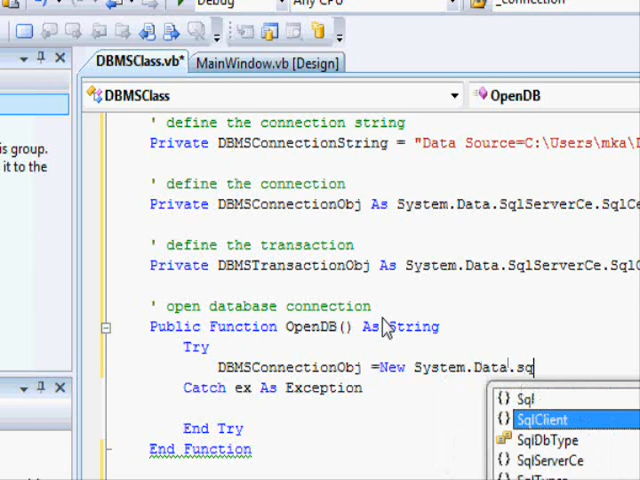 Debug
Any CPU
_connection
DBMSClass.vb*
MainWindow.vb [Design]
DBMSClass
OpenDB
is group.
it to the
' define the connection string
Private DBMSConnectionString = "Data Source=C:\Users\mka\D
' define the connection
Private DBMSConnectionObj As System.Data.SqlServerCe.SqlCe
' define the transaction
Private DBMSTransactionObj As System.Data.SqlServerCe.SqlC
' open database connection
Public Function OpenDB() As String
Try
DBMSConnectionObj =New System.Data.sq
Catch ex As Exception
End Try
End Function
{} Sql
{} SqlClient
SqlDbType
{} SqlServerCe